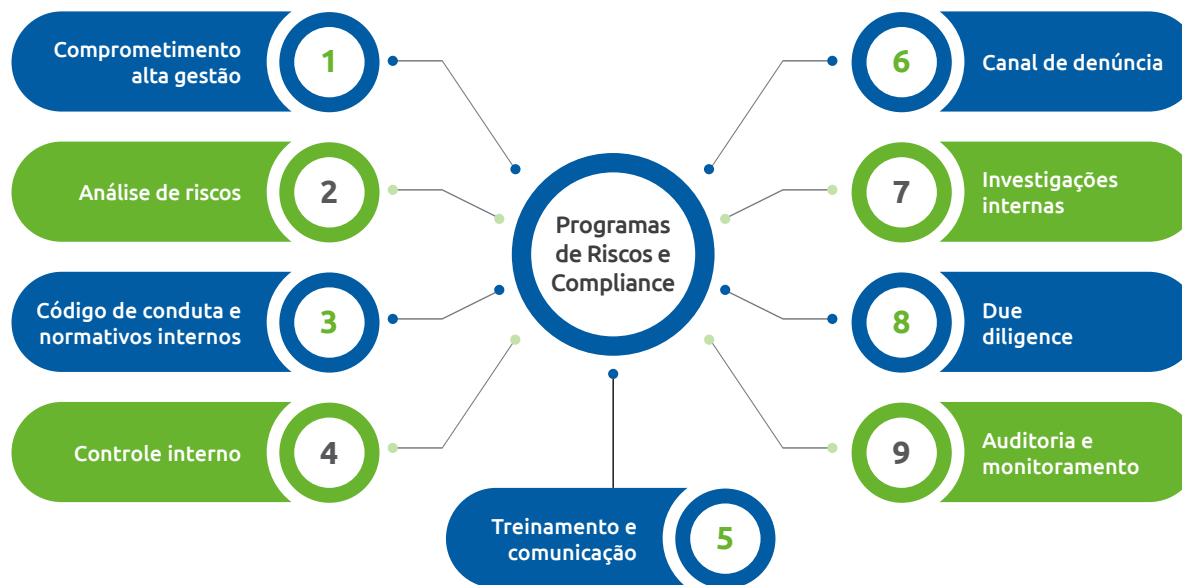 Comprometimento
alta gestão
1
Análise de riscos
2
Código de conduta e
normativos internos
3
Controle interno
4
Programas
de Riscos e
Compliance
Treinamento e
comunicação
5
6
Canal de denúncia
7
Investigações
internas
8
Due
diligence
9
Auditoria e
monitoramento